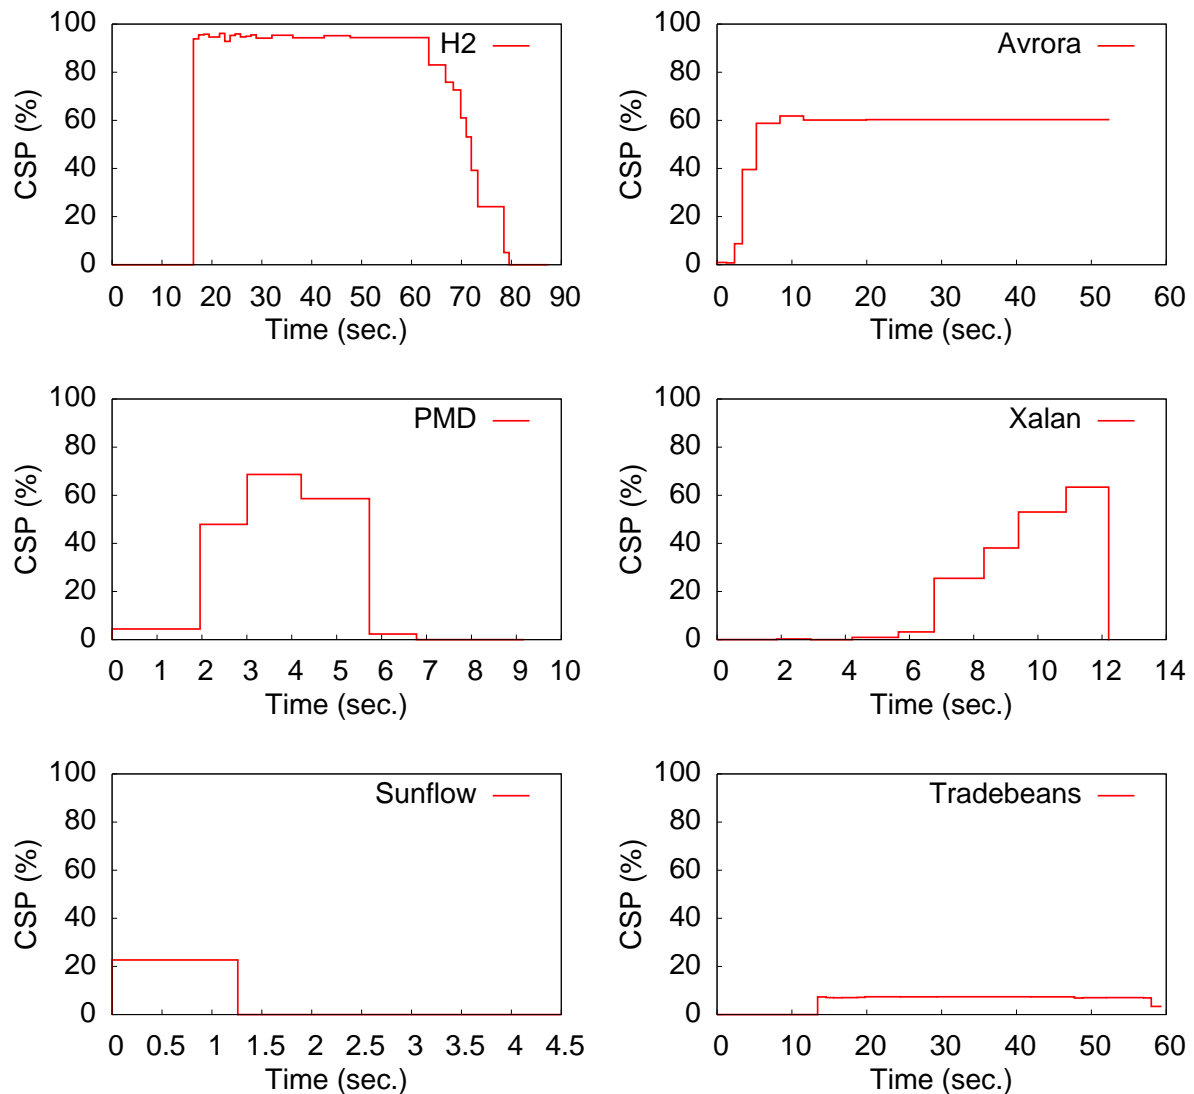 H2
CSP (%)
100
80
60
40
20
0
0 10 20 30 40 50 60 70 80 90
Time (sec.)
Avrora
CSP (%)
100
80
60
40
20
0
0 10 20 30 40 50 60
Time (sec.)
PMD
CSP (%)
100
80
60
40
20
0
0 1 2 3 4 5 6 7 8 9 10
Time (sec.)
Xalan
CSP (%)
100
80
60
40
20
0
0 2 4 6 8 10 12 14
Time (sec.)
Sunflow
CSP (%)
100
80
60
40
20
0
0 0.5 1 1.5 2 2.5 3 3.5 4 4.5
Time (sec.)
Tradebeans
CSP (%)
100
80
60
40
20
0
0 10 20 30 40 50 60
Time (sec.)